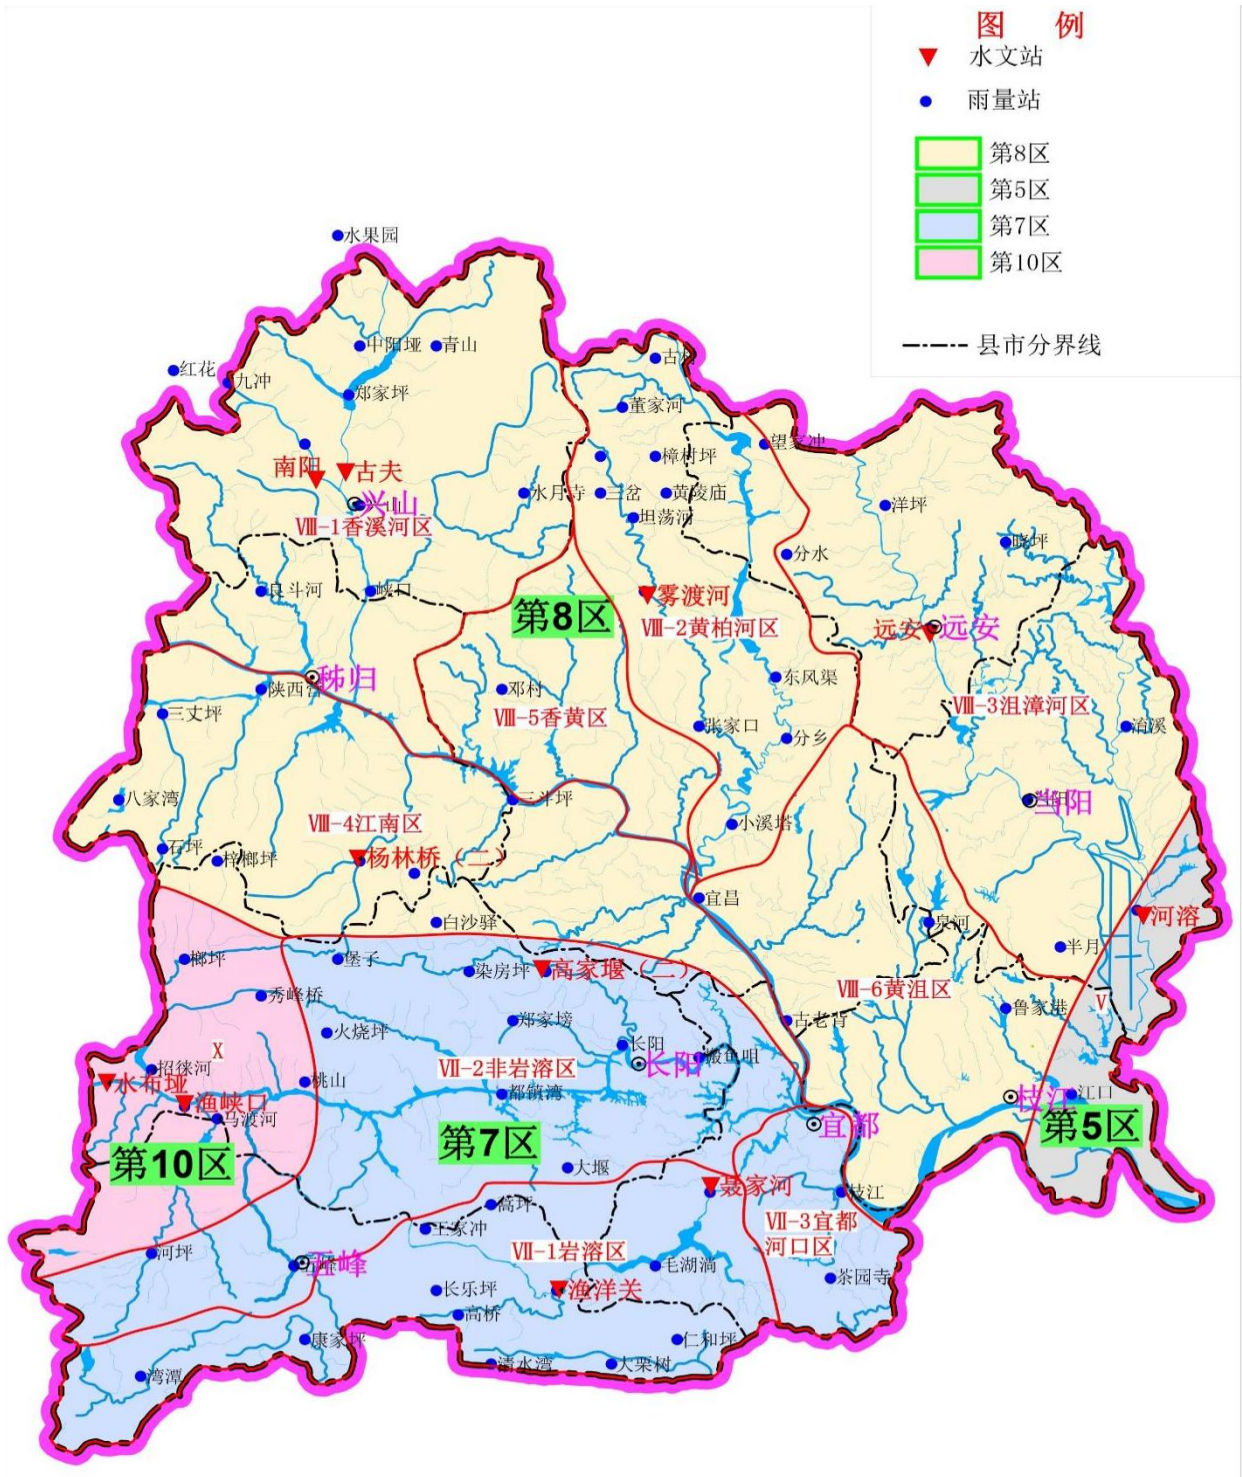 图 例
水文站
雨量站
第8区
第5区
第7区
第10区
县市分界线
水果园
中阳垭
青山
红花
九冲
郑家坪
董家河
望家冲
南阳
古夫
樟村坪
兴山
水月寺
三岔
黄陵庙
洋坪
坦荡河
Ⅷ-1香溪河区
分水
晓坪
峡口
雾渡河
第8区
Ⅷ-2黄柏河区
远安
远安
秭归
邓村
东风渠
三丈坪
Ⅷ-5香黄区
Ⅷ-3沮漳河区
张家口
分乡
八家湾
三斗坪
当阳
Ⅷ-4江南区
小溪塔
石坪
梓榔坪
杨林桥（二）
宜昌
河溶
白沙驿
泉河
半月
榔坪
堡子
染房坪
高家堰（二）
Ⅷ-6黄沮区
秀峰桥
鲁家港
Ⅴ
火烧坪
郑家塝
古老背
Ⅹ
长阳
长阳
招徕河
Ⅶ-2非岩溶区
水布垭
桃山
都镇湾
枝江
江口
渔峡口
马渡河
宜都
第5区
第10区
第7区
大堰
聂家河
枝江
高坪
王家冲
Ⅶ-3宜都
河口区
Ⅶ-1岩溶区
河坪
五峰
毛湖淌
茶园寺
长乐坪
渔洋关
高桥
康家坪
仁和坪
湾潭
清水湾
大栗树